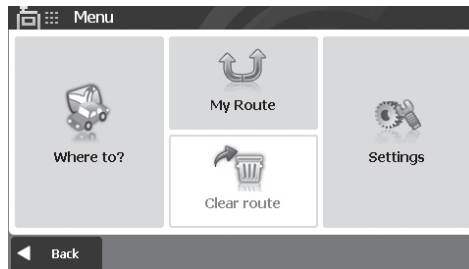 Menu
My Route
Where to?
Settings
Clear route
Back